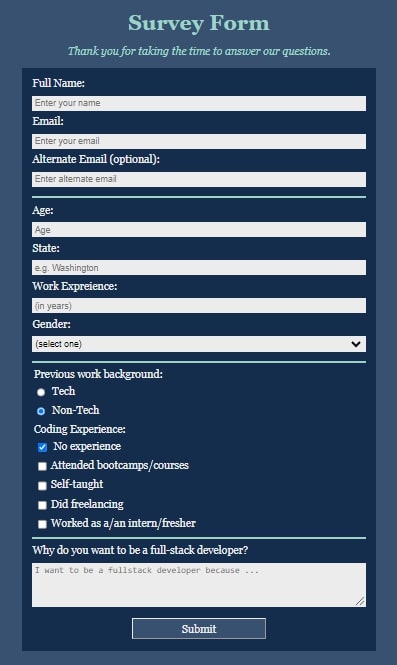 Survey Form
Thank you for taking the time to answer our questions.
Full Name:
Enter your name
Email:
Enter your email
Alternate Email (optional):
Enter alternate email
Age:
Age
State:
e.g. Washington
Work Expreience:
(in years)
Gender:
(select one)
Previous work background:
Tech
Non-Tech
Coding Experience:
No experience
Attended bootcamps/courses
Self-taught
Did freelancing
Worked as a/an intern/fresher
Why do you want to be a full-stack developer?
I want to be a fullstack developer because ...
Submit